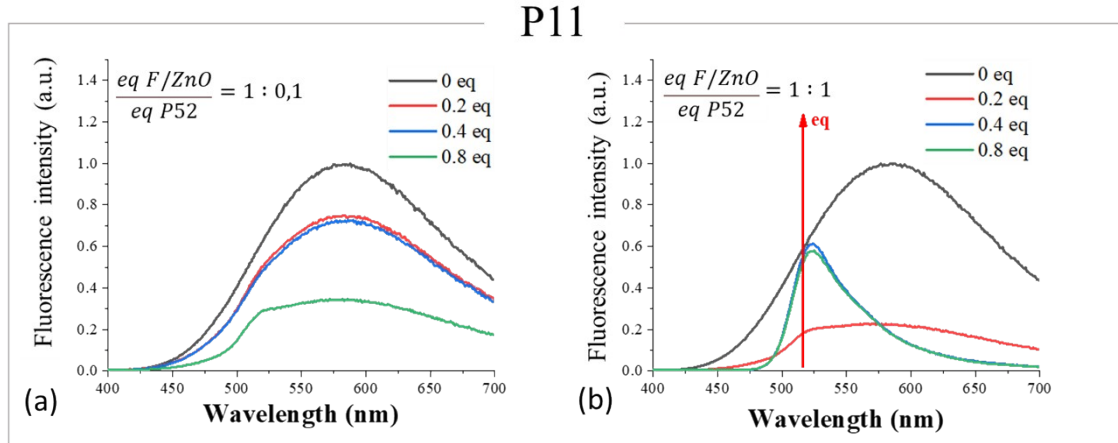 P11
eq F/ZnO
eq P52
= 1 : 0,1
0 eq
0.2 eq
0.4 eq
0.8 eq
1.4
1.2
1.0
0.8
0.6
0.4
0.2
0.0
400 450 500 550 600 650 700
Fluorescence intensity (a.u.)
Wavelength (nm)
(a)
eq F/ZnO
eq P52
= 1 : 1
eq
0 eq
0.2 eq
0.4 eq
0.8 eq
1.4
1.2
1.0
0.8
0.6
0.4
0.2
0.0
400 450 500 550 600 650 700
Fluorescence intensity (a.u.)
Wavelength (nm)
(b)